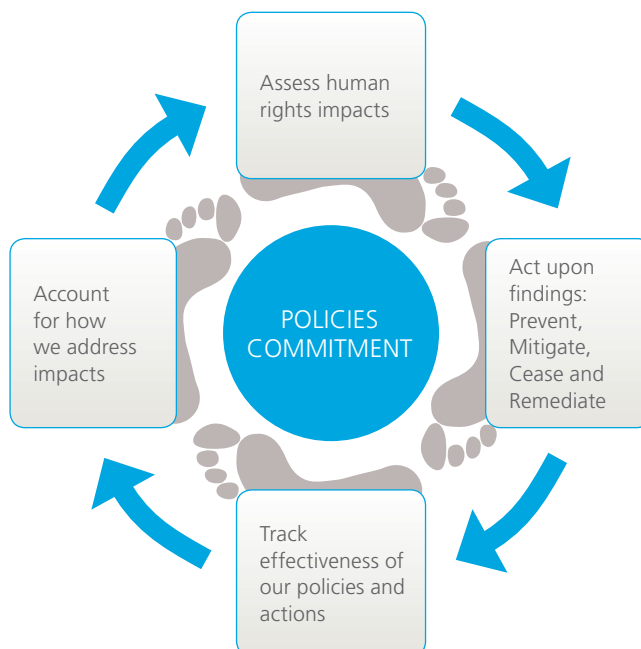 Assess human
rights impacts
Act upon
findings:
Prevent,
Mitigate,
Cease and
Remediate
Track
effectiveness of
our policies and
actions
Account
for how
we address
impacts
POLICIES
COMMITMENT